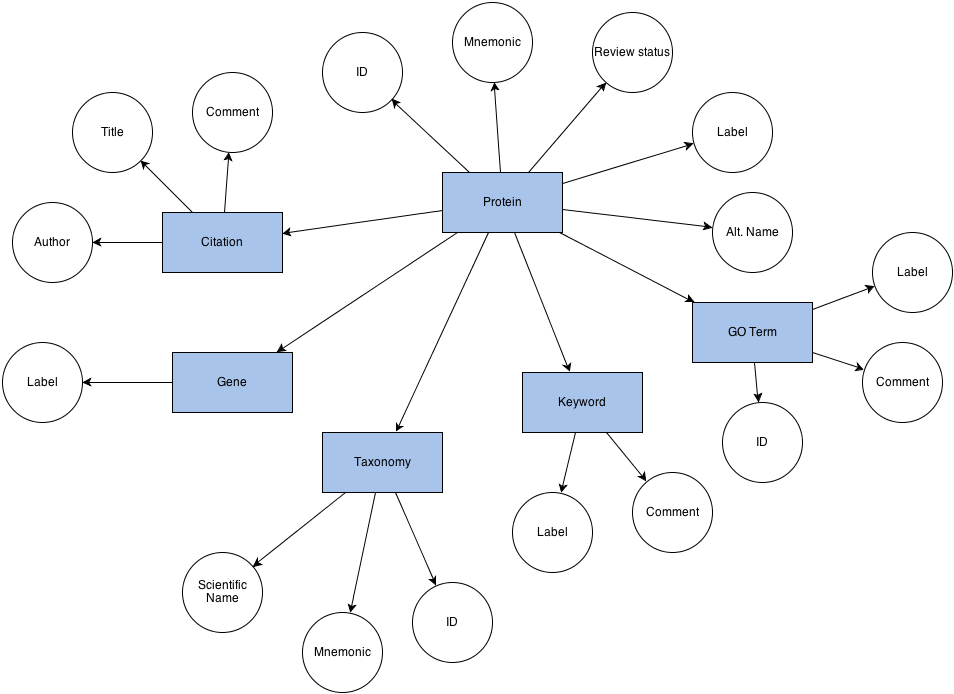 Mnemonic
Review status
ID
Comment
Title
Label
Protein
Alt. Name
Author
Citation
Label
GO Term
Label
Gene
Comment
Keyword
ID
Taxonomy
Comment
Label
Scientific
Name
ID
Mnemonic